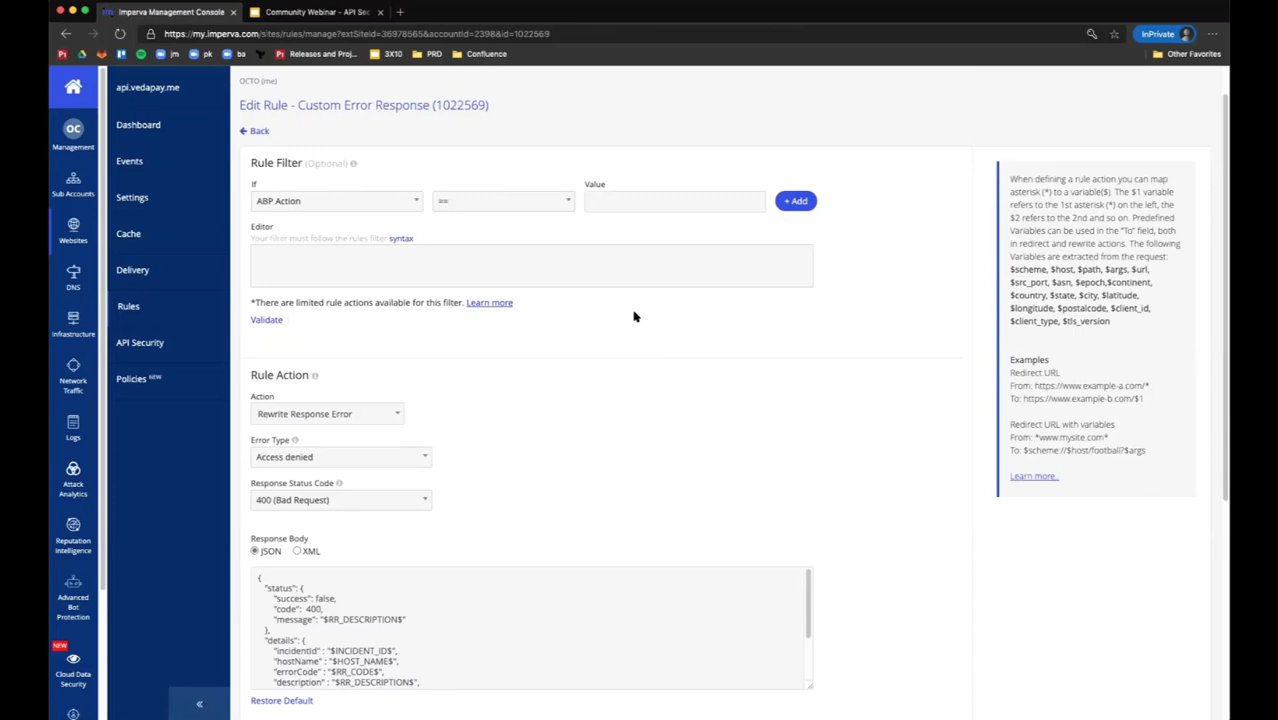 Imperva Management Console
Community Webinar - API Sec
https://my.imperva.com/sites/rules/manage?extSiteId=36978565&accountId=2398&id=1022569
InPrivate
jm
pk
ba
Releases and Proj...
3X10
PRD
Confluence
Other Favorites
OC
Management
Sub Accounts
Websites
DNS
Infrastructure
Network
Traffic
Logs
Attack
Analytics
Reputation
Intelligence
Advanced
Bot
Protection
NEW
Cloud Data
Security
api.vedapay.me
Dashboard
Events
Settings
Cache
Delivery
Rules
API Security
Policies NEW
«
OCTO (me)
Edit Rule - Custom Error Response (1022569)
Back
Rule Filter (Optional)
If
Value
ABP Action
==
+ Add
Editor
Your filter must follow the rules filter syntax
*There are limited rule actions available for this filter. Learn more
Validate
Rule Action
Action
Rewrite Response Error
Error Type
Access denied
Response Status Code
400 (Bad Request)
Response Body
JSON XML
{
"status": {
"success": false,
"code": 400,
"message": "$RR_DESCRIPTION$"
},
"details": {
"incidentId" : "$INCIDENT_ID$",
"hostName" : "$HOST_NAME$",
"errorCode" : "$RR_CODE$",
"description" : "$RR_DESCRIPTION$",
Restore Default
When defining a rule action you can map
asterisk (*) to a variable($). The $1 variable
refers to the 1st asterisk (*) on the left, the
$2 refers to the 2nd and so on. Predefined
Variables can be used in the "To" field, both
in redirect and rewrite actions. The following
Variables are extracted from the request:
$scheme, $host, $path, $args, $url,
$src_port, $asn, $epoch,$continent,
$country, $state, $city, $latitude,
$longitude, $postalcode, $client_id,
$client_type, $tls_version
Examples
Redirect URL
From: https://www.example-a.com/*
To: https://www.example-b.com/$1
Redirect URL with variables
From: *www.mysite.com*
To: $scheme://$host/football?$args
Learn more..